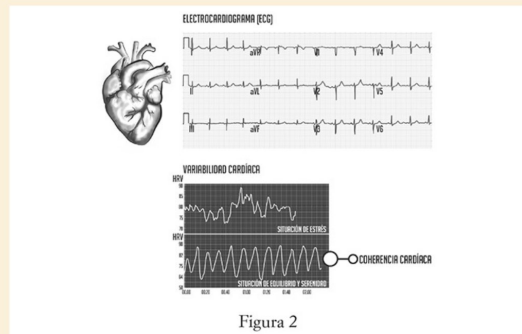 ELECTROCARDIOGRAMA (ECG)
aVR V1 V4
II aVL V2 V5
III aVF V3 V6
VARIABILIDAD CARDÍACA
HRV
SITUACIÓN DE ESTRÉS
HRV
COHERENCIA CARDÍACA
SITUACIÓN DE EQUILIBRIO Y SERENIDAD
Figura 2